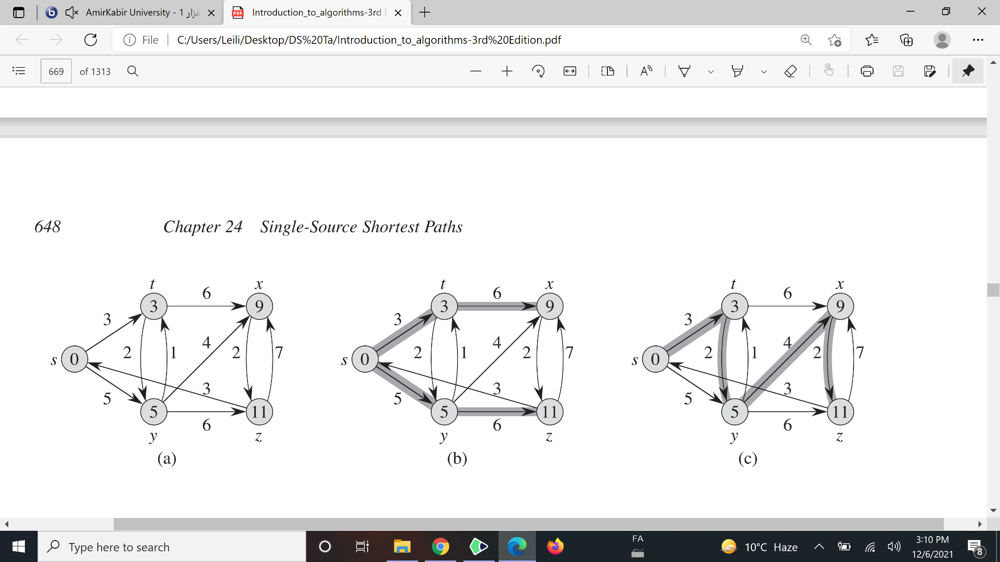 AmirKabir University - 1 فزار
Introduction_to_algorithms-3rd E
File
C:/Users/Leili/Desktop/DS%20Ta/Introduction_to_algorithms-3rd%20Edition.pdf
669 of 1313
648 Chapter 24 Single-Source Shortest Paths
t x t x t x
6 6 6
3 9 3 9 3 9
3 3 3
2 1 4 2 7 2 1 4 2 7 2 1 4 2 7
s 0 s 0 s 0
3 3 3
5 5 5
5 11 5 11 5 11
6 6 6
y z y z y z
(a) (b) (c)
Type here to search
FA
10°C Haze
3:10 PM
12/6/2021
8